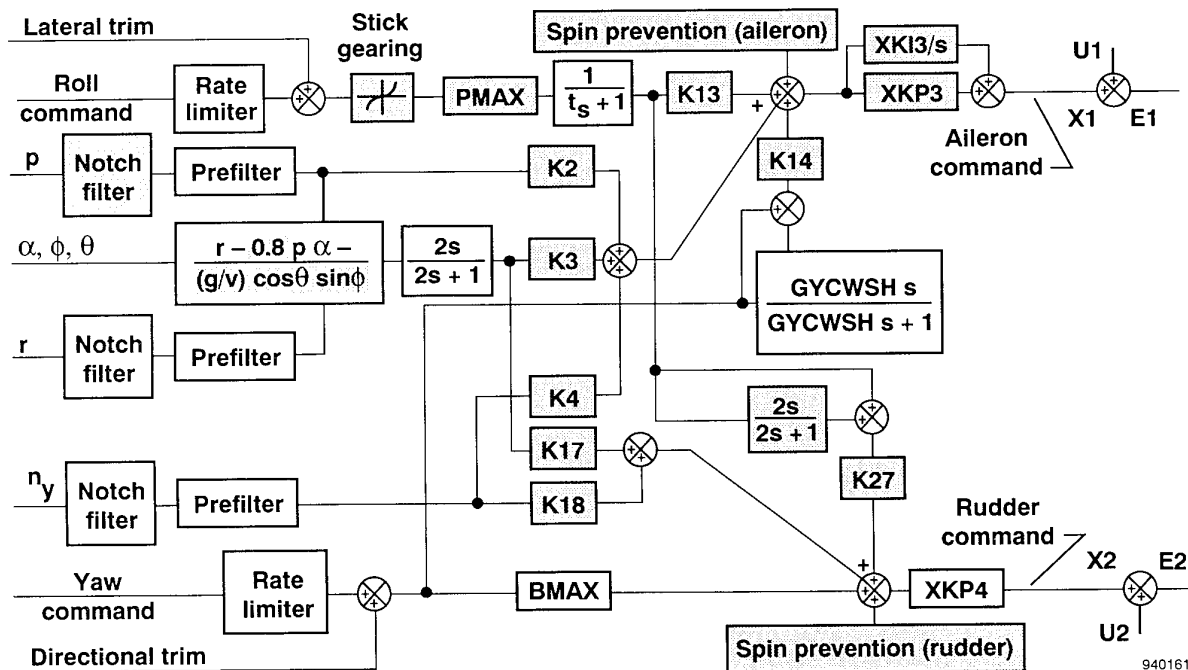 Lateral trim
Stick
gearing
Spin prevention (aileron)
XKI3/s
U1
Roll
command
Rate
limiter
+
+
PMAX
1
t_s + 1
K13
+
+
+
+
XKP3
+
+
X1
+
+
E1
Aileron
command
p
Notch
filter
Prefilter
K2
K14
+
+
α, ϕ, θ
r – 0.8 p α –
(g/v) cosθ sinϕ
2s
2s + 1
K3
+
+
+
GYCWSH s
GYCWSH s + 1
r
Notch
filter
Prefilter
K4
2s
2s + 1
+
+
K17
+
+
K27
n_y
Notch
filter
Prefilter
K18
Rudder
command
Yaw
command
Rate
limiter
+
+
BMAX
+
+
+
+
XKP4
X2
+
+
E2
U2
Directional trim
Spin prevention (rudder)
940161